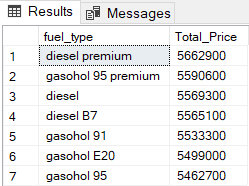 Results Messages
fuel_type Total_Price
1 diesel premium 5662900
2 gasohol 95 premium 5590600
3 diesel 5569300
4 diesel B7 5565100
5 gasohol 91 5533300
6 gasohol E20 5499000
7 gasohol 95 5462700